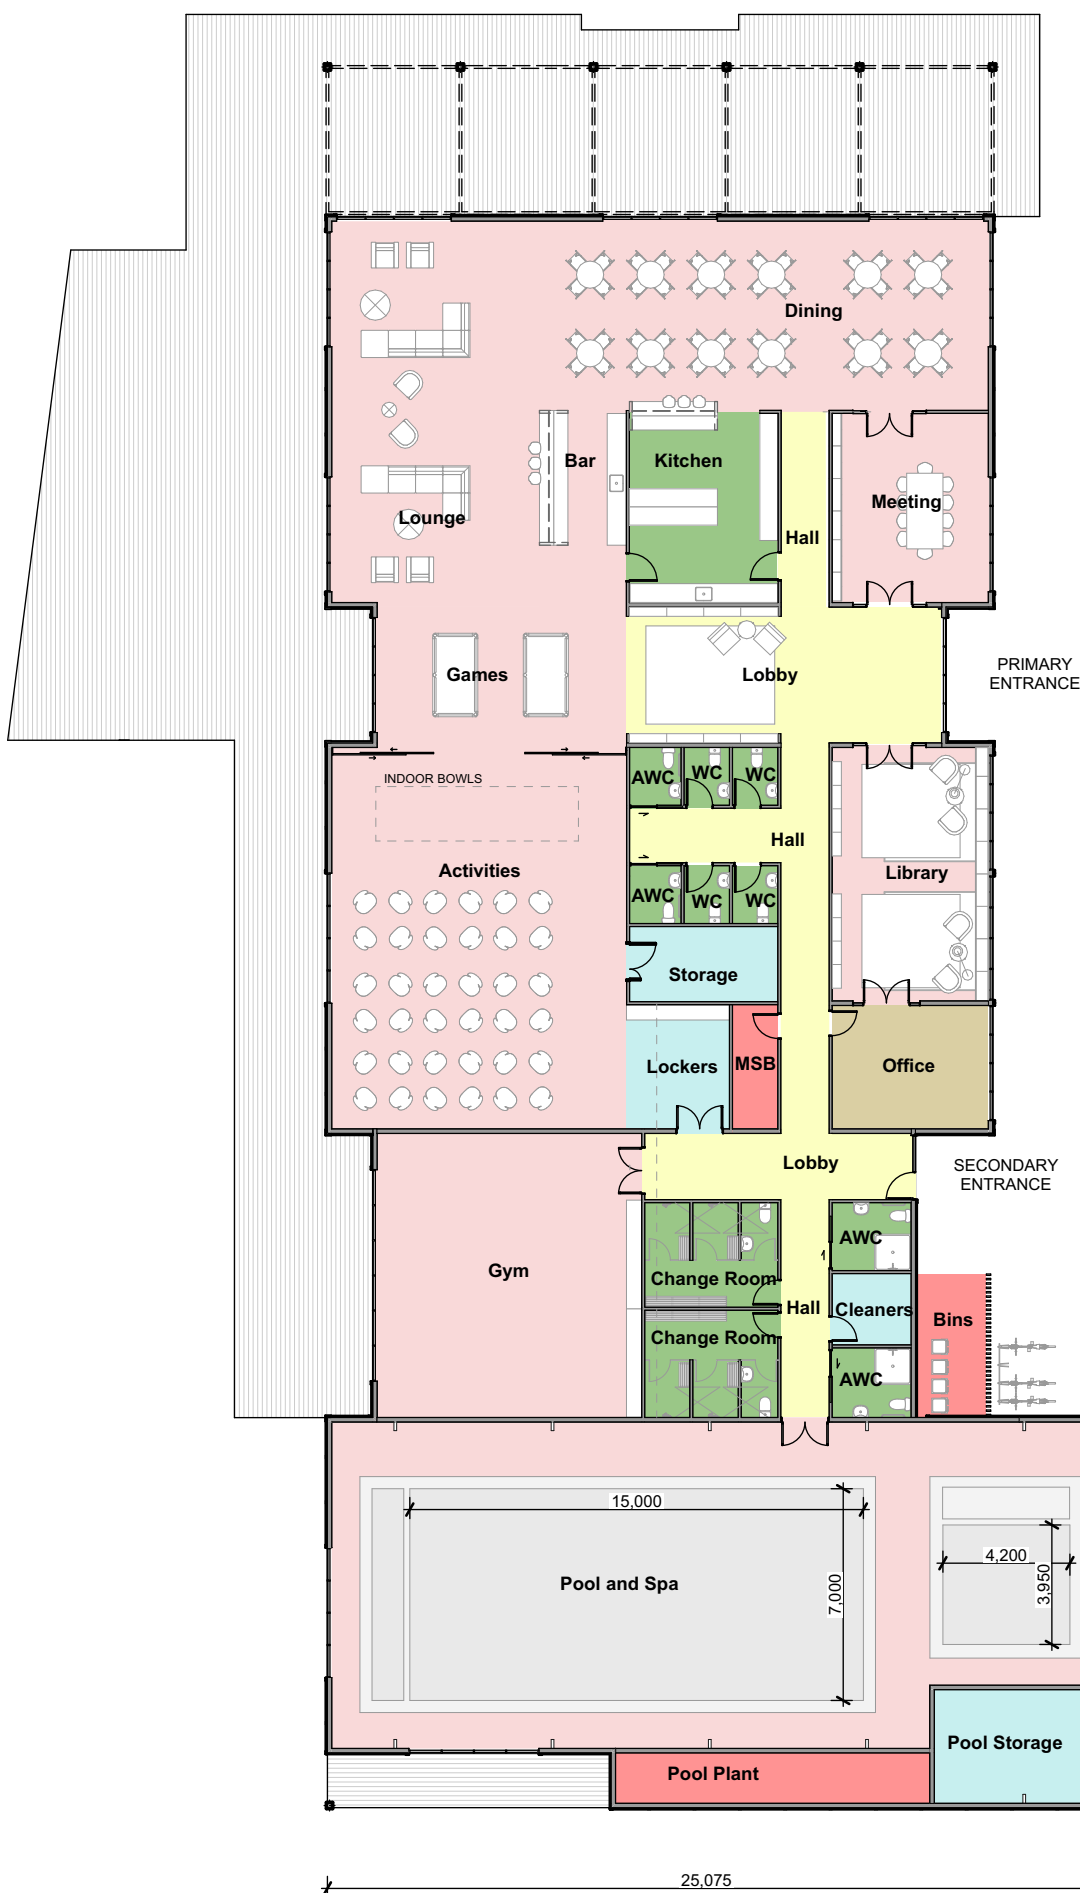 Dining
Bar
Kitchen
Meeting
Lounge
Hall
Games
Lobby
PRIMARY
ENTRANCE
INDOOR BOWLS
AWC
WC
WC
Hall
Activities
Library
AWC
WC
WC
Storage
Lockers
MSB
Office
Lobby
SECONDARY
ENTRANCE
AWC
Gym
Change Room
Hall
Cleaners
Bins
Change Room
AWC
15,000
4,200
Pool and Spa
7,000
3,950
Pool Storage
Pool Plant
25,075